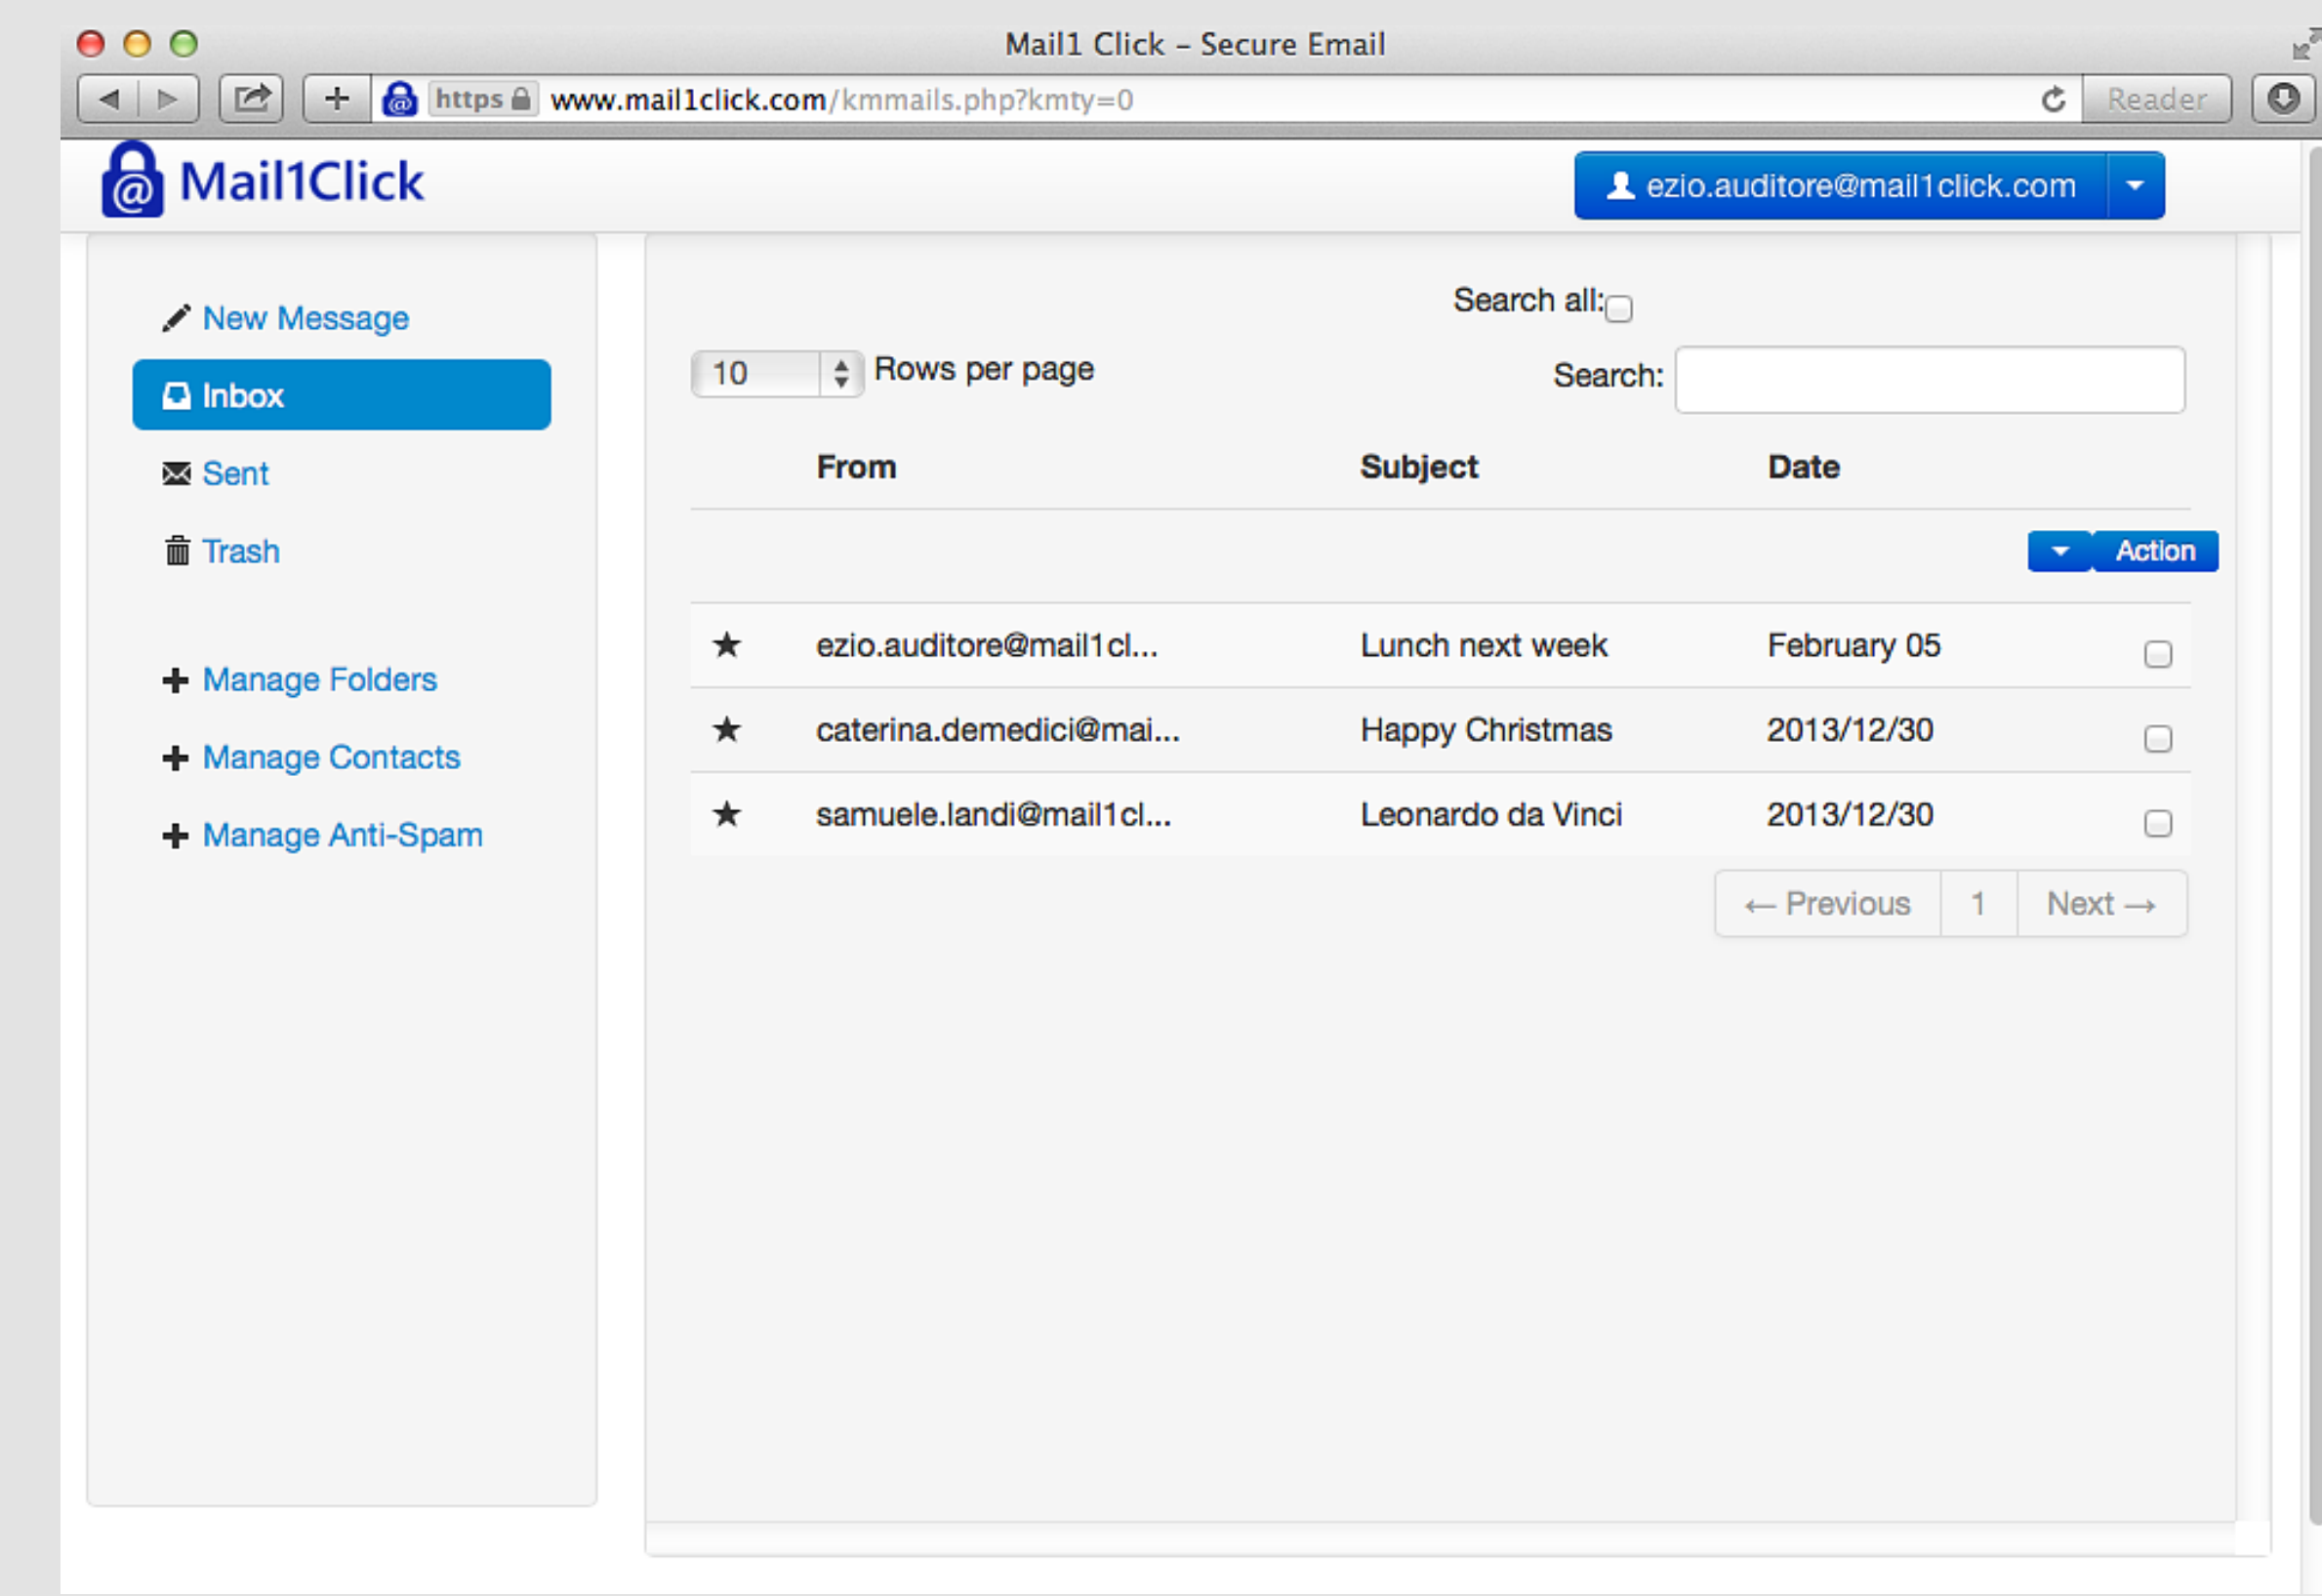 Mail1 Click – Secure Email
https www.mail1click.com/kmmails.php?kmty=0 Reader
@ Mail1Click
ezio.auditore@mail1click.com
New Message
Inbox
Sent
Trash
Manage Folders
Manage Contacts
Manage Anti-Spam
Search all:
10 Rows per page
Search:
From Subject Date
Action
ezio.auditore@mail1cl... Lunch next week February 05
caterina.demedici@mai... Happy Christmas 2013/12/30
samuele.landi@mail1cl... Leonardo da Vinci 2013/12/30
← Previous 1 Next →